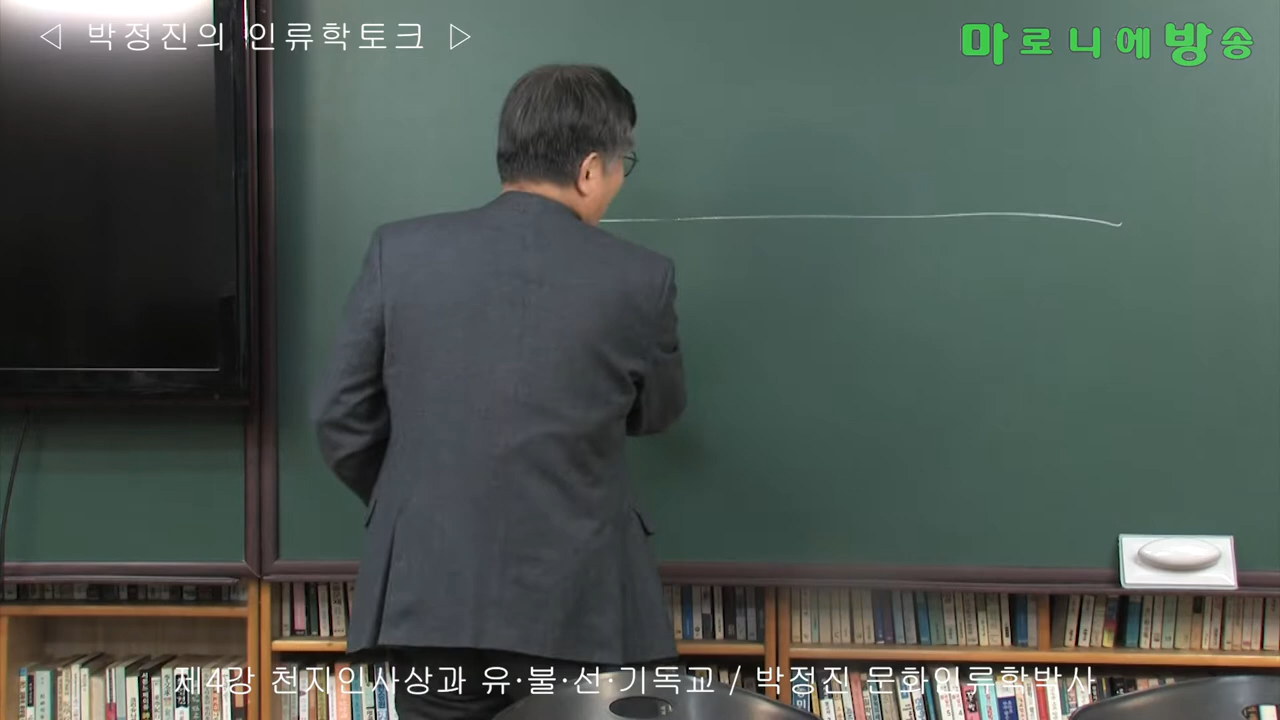 ◁ 박정진의 인류학토크 ▷
마로니에방송
제4강 천지인사상과 유·불·선·기독교 / 박정진 문화인류학박사